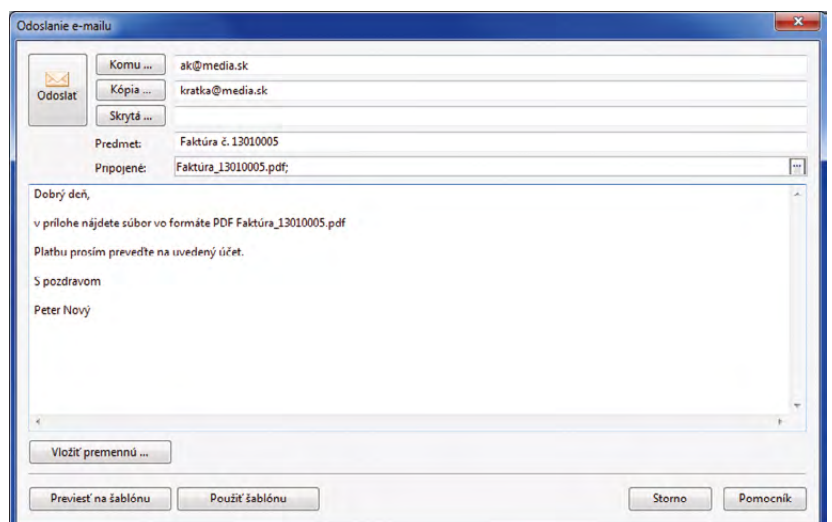 Odoslanie e-mailu
Komu ... ak@media.sk
Odoslať
Kópia ... kratka@media.sk
Skrytá ...
Predmet: Faktúra č. 13010005
Pripojené: Faktúra_13010005.pdf;
Dobrý deň,
v prílohe nájdete súbor vo formáte PDF Faktúra_13010005.pdf
Platbu prosím preveďte na uvedený účet.
S pozdravom
Peter Nový
Vložiť premennú ...
Previesť na šablónu Použiť šablónu Storno Pomocník